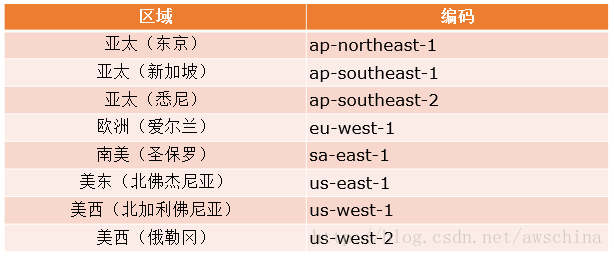 区域 编码
亚太（东京） ap-northeast-1
亚太（新加坡） ap-southeast-1
亚太（悉尼） ap-southeast-2
欧洲（爱尔兰） eu-west-1
南美（圣保罗） sa-east-1
美东（北佛杰尼亚） us-east-1
美西（北加利佛尼亚） us-west-1
美西（俄勒冈） us-west-2
http://blog.csdn.net/awschina